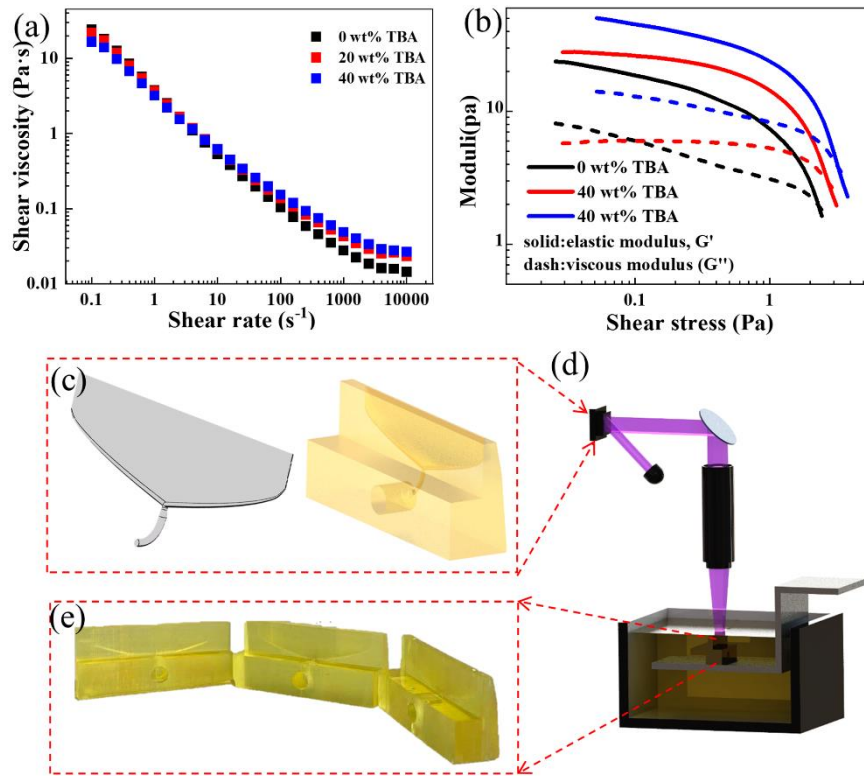 (a)
Shear viscosity (Pa·s)
10
1
0.1
0.01
0 wt% TBA
20 wt% TBA
40 wt% TBA
0.1 1 10 100 1000 10000
Shear rate (s⁻¹)
(b)
Moduli(pa)
10
1
0 wt% TBA
40 wt% TBA
40 wt% TBA
solid:elastic modulus, G'
dash:viscous modulus (G'')
0.1 1
Shear stress (Pa)
(c)
(d)
(e)